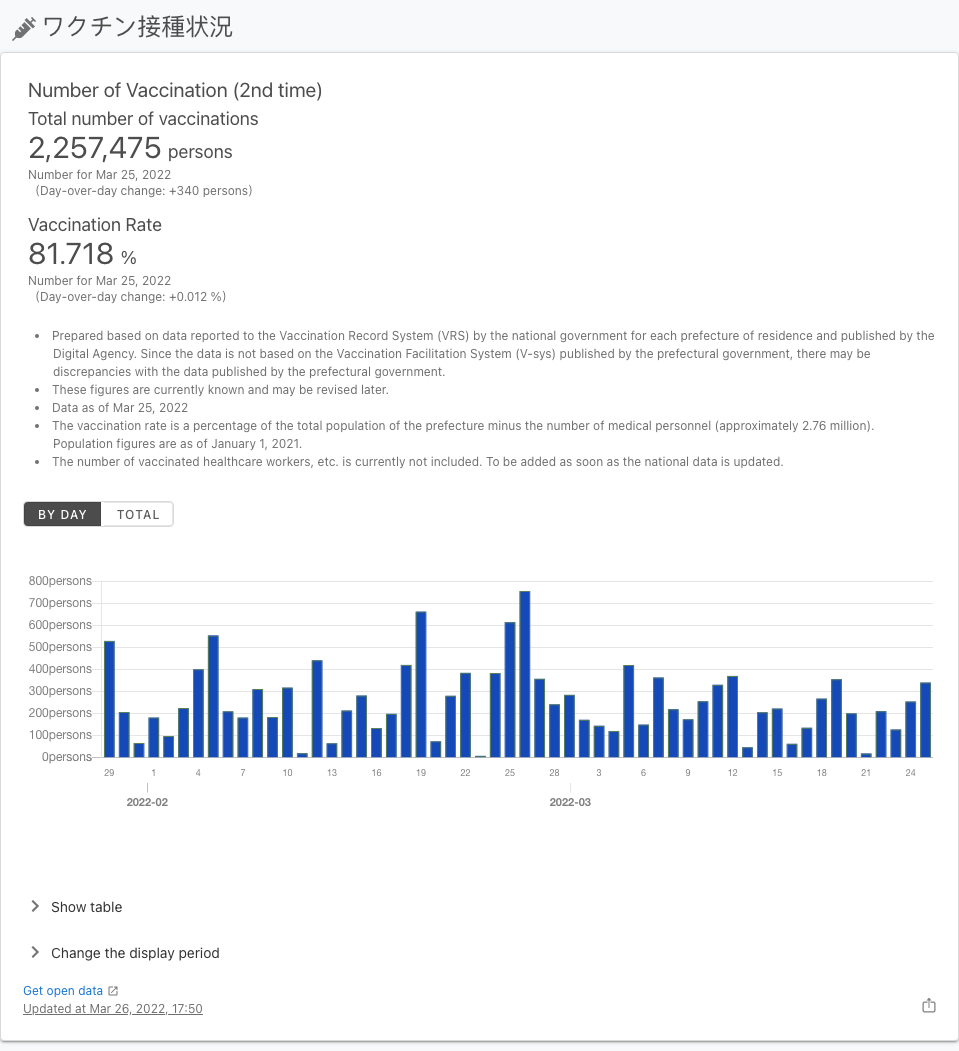 ワクチン接種状況
Number of Vaccination (2nd time)
Total number of vaccinations
2,257,475 persons
Number for Mar 25, 2022
(Day-over-day change: +340 persons)
Vaccination Rate
81.718 %
Number for Mar 25, 2022
(Day-over-day change: +0.012 %)
• Prepared based on data reported to the Vaccination Record System (VRS) by the national government for each prefecture of residence and published by the
Digital Agency. Since the data is not based on the Vaccination Facilitation System (V-sys) published by the prefectural government, there may be
discrepancies with the data published by the prefectural government.
• These figures are currently known and may be revised later.
• Data as of Mar 25, 2022
• The vaccination rate is a percentage of the total population of the prefecture minus the number of medical personnel (approximately 2.76 million).
Population figures are as of January 1, 2021.
• The number of vaccinated healthcare workers, etc. is currently not included. To be added as soon as the national data is updated.
BY DAY TOTAL
800persons
700persons
600persons
500persons
400persons
300persons
200persons
100persons
0persons
29 1 4 7 10 13 16 19 22 25 28 3 6 9 12 15 18 21 24
2022-02 2022-03
Show table
Change the display period
Get open data
Updated at Mar 26, 2022, 17:50